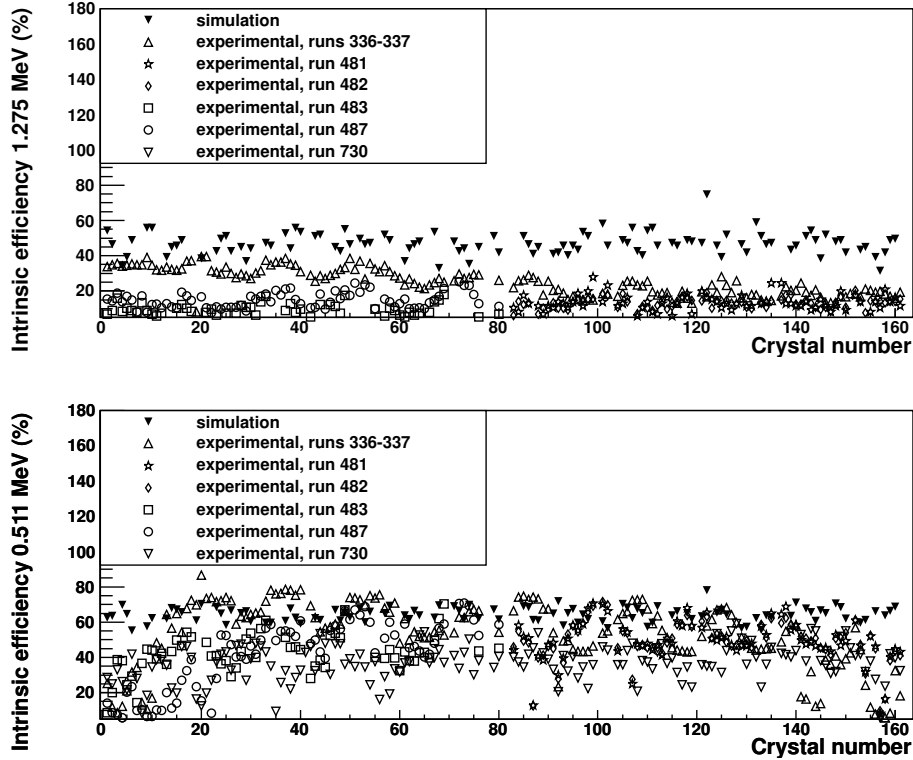 Intrinsic efficiency 1.275 MeV (%)
180
160
140
120
100
80
60
40
20
simulation
experimental, runs 336-337
experimental, run 481
experimental, run 482
experimental, run 483
experimental, run 487
experimental, run 730
0 20 40 60 80 100 120 140 160
Crystal number
Intrinsic efficiency 0.511 MeV (%)
180
160
140
120
100
80
60
40
20
simulation
experimental, runs 336-337
experimental, run 481
experimental, run 482
experimental, run 483
experimental, run 487
experimental, run 730
0 20 40 60 80 100 120 140 160
Crystal number